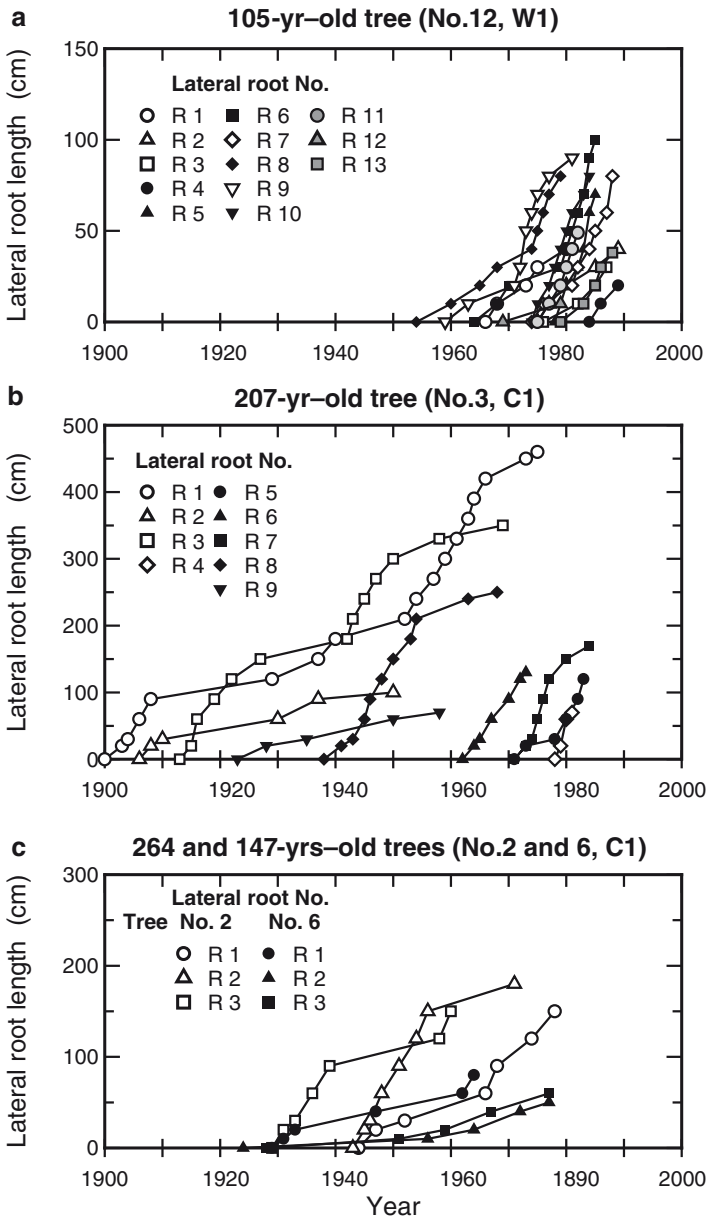 a 105-yr–old tree (No.12, W1)
Lateral root length (cm)
150
100
50
0
Lateral root No.
R 1 R 6 R 11
R 2 R 7 R 12
R 3 R 8 R 13
R 4 R 9
R 5 R 10
1900 1920 1940 1960 1980 2000
b 207-yr–old tree (No.3, C1)
Lateral root length (cm)
500
400
300
200
100
0
Lateral root No.
R 1 R 5
R 2 R 6
R 3 R 7
R 4 R 8
R 9
1900 1920 1940 1960 1980 2000
c 264 and 147-yrs–old trees (No.2 and 6, C1)
Lateral root length (cm)
300
200
100
0
Lateral root No.
Tree No. 2 No. 6
R 1 R 1
R 2 R 2
R 3 R 3
1900 1920 1940 1960 1890 2000
Year